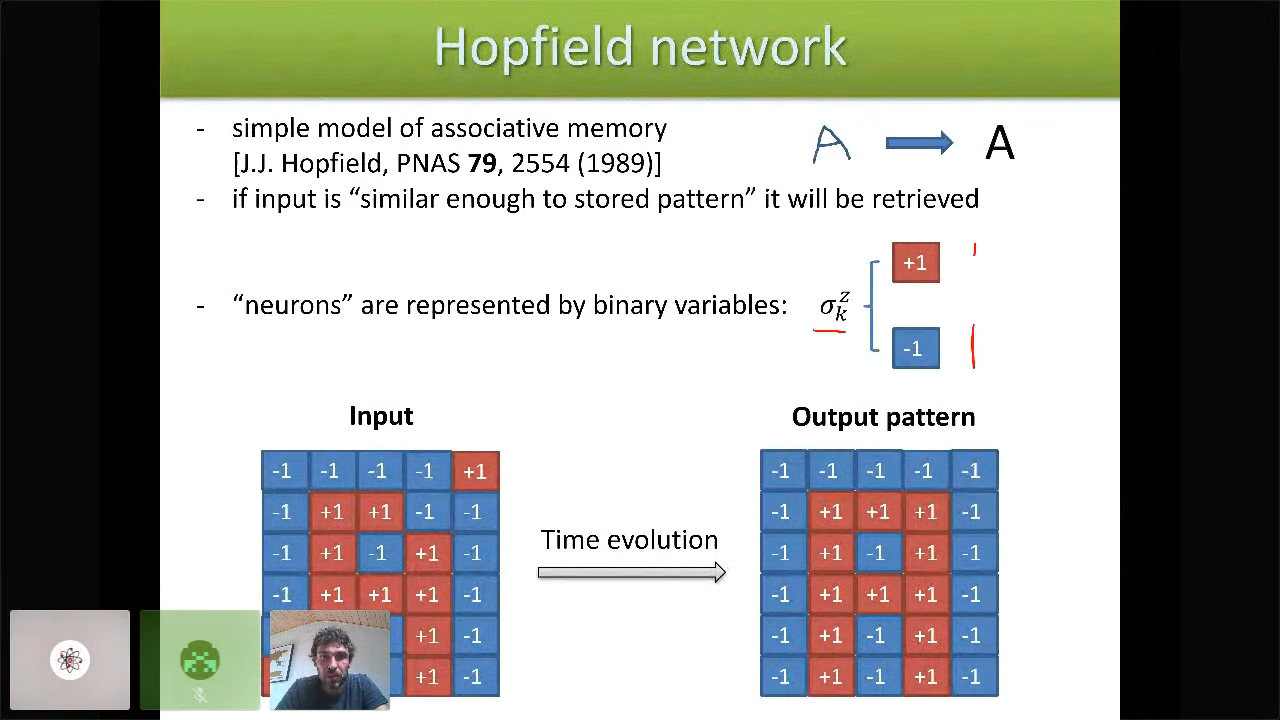 Hopfield network
- simple model of associative memory
[J.J. Hopfield, PNAS 79, 2554 (1989)]
A A
- if input is “similar enough to stored pattern” it will be retrieved
- “neurons” are represented by binary variables: σ_k^z
+1
-1
Input
-1 -1 -1 -1 +1
-1 +1 +1 -1 -1
-1 +1 -1 +1 -1
-1 +1 +1 +1 -1
+1 -1
+1 -1
Time evolution
Output pattern
-1 -1 -1 -1 -1
-1 +1 +1 +1 -1
-1 +1 -1 +1 -1
-1 +1 +1 +1 -1
-1 +1 -1 +1 -1
-1 +1 -1 +1 -1